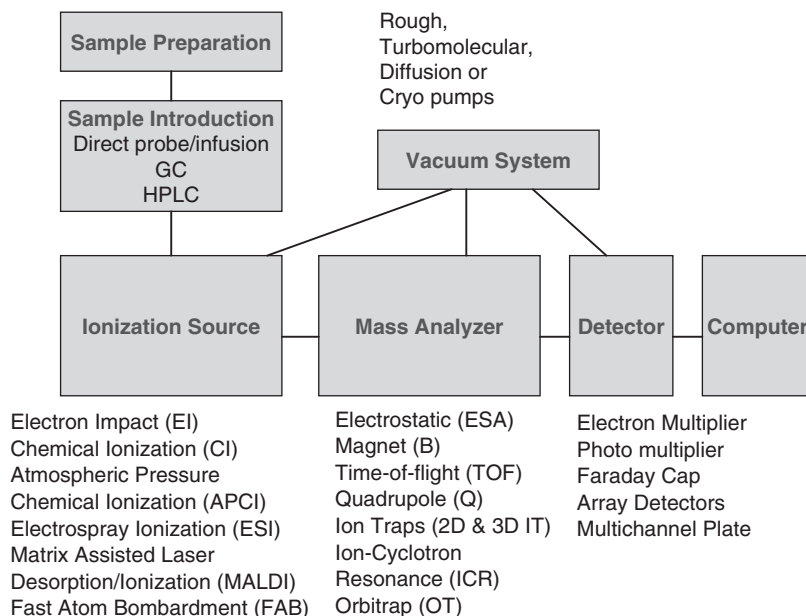 Sample Preparation
Rough,
Turbomolecular,
Diffusion or
Cryo pumps
Sample Introduction
Direct probe/infusion
GC
HPLC
Vacuum System
Ionization Source
Mass Analyzer
Detector
Computer
Electron Impact (EI)
Chemical Ionization (CI)
Atmospheric Pressure
Chemical Ionization (APCI)
Electrospray Ionization (ESI)
Matrix Assisted Laser
Desorption/Ionization (MALDI)
Fast Atom Bombardment (FAB)
Electrostatic (ESA)
Magnet (B)
Time-of-flight (TOF)
Quadrupole (Q)
Ion Traps (2D & 3D IT)
Ion-Cyclotron
Resonance (ICR)
Orbitrap (OT)
Electron Multiplier
Photo multiplier
Faraday Cap
Array Detectors
Multichannel Plate